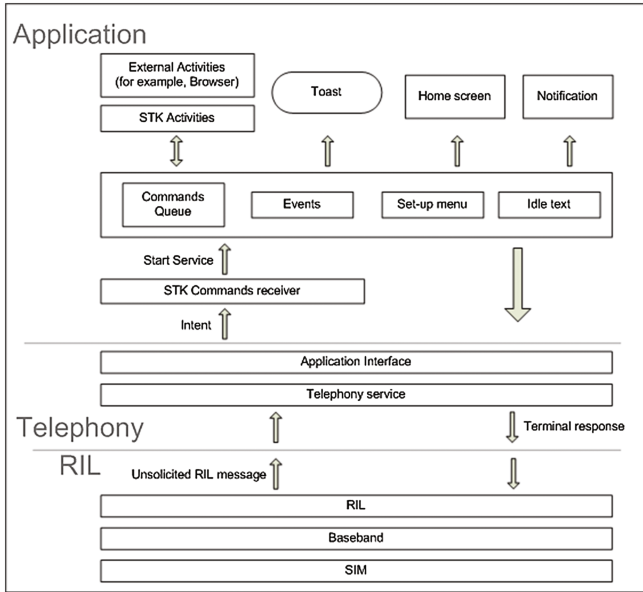 Application
External Activities
(for example, Browser)
STK Activities
Toast
Home screen
Notification
Commands
Queue
Events
Set-up menu
Idle text
Start Service
STK Commands receiver
Intent
Application Interface
Telephony service
Telephony
Terminal response
RIL
Unsolicited RIL message
RIL
Baseband
SIM